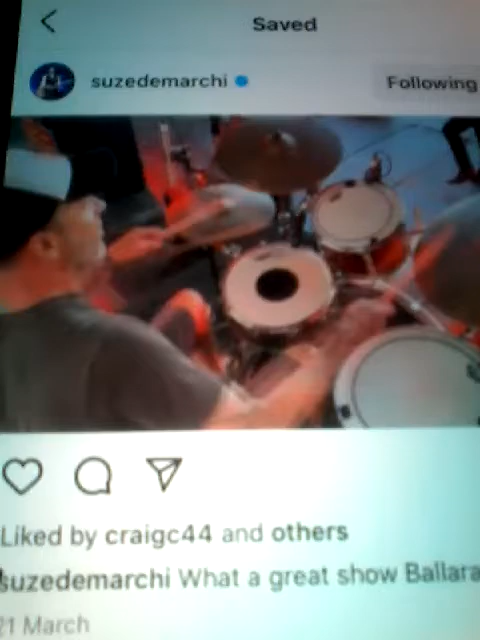 Saved
suzedemarchi
Following
Liked by craigc44 and others
suzedemarchi What a great show Ballara
21 March